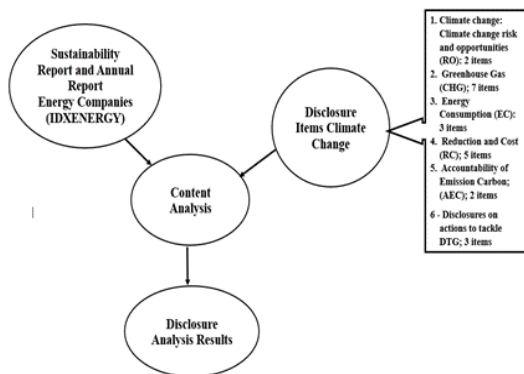 Sustainability
Report and Annual
Report
Energy Companies
(IDXENERGY)
Disclosure
Items Climate
Change
Content
Analysis
Disclosure
Analysis Results
1. Climate change:
Climate change risk
and opportunities
(RO): 2 items
2. Greenhouse Gas
(CHG); 7 items
3. Energy
Consumption (EC):
3 items
4. Reduction and Cost
(RC); 5 items
5. Accountability of
Emission Carbon;
(AEC); 2 items
6 - Disclosures on
actions to tackle
DTG; 3 items